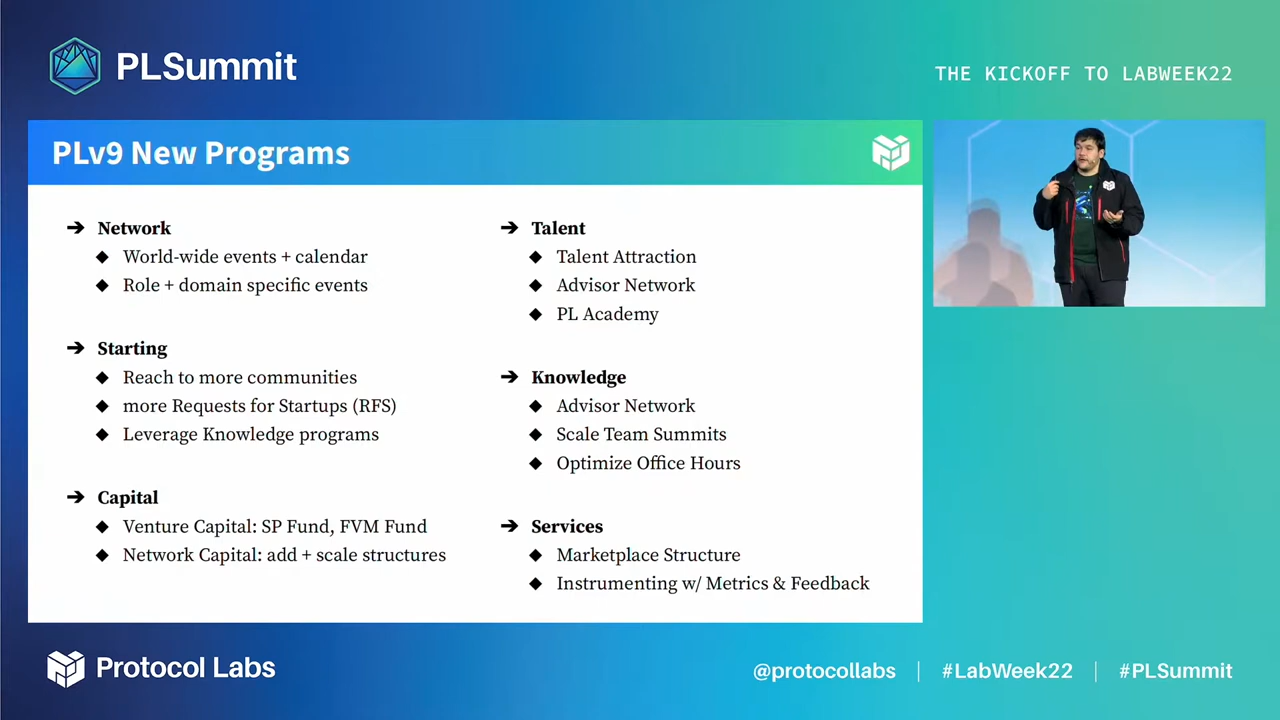 PLSummit
THE KICKOFF TO LABWEEK22
PLv9 New Programs
➔ Network
◆ World-wide events + calendar
◆ Role + domain specific events
➔ Starting
◆ Reach to more communities
◆ more Requests for Startups (RFS)
◆ Leverage Knowledge programs
➔ Capital
◆ Venture Capital: SP Fund, FVM Fund
◆ Network Capital: add + scale structures
➔ Talent
◆ Talent Attraction
◆ Advisor Network
◆ PL Academy
➔ Knowledge
◆ Advisor Network
◆ Scale Team Summits
◆ Optimize Office Hours
➔ Services
◆ Marketplace Structure
◆ Instrumenting w/ Metrics & Feedback
Protocol Labs
@protocollabs | #LabWeek22 | #PLSummit